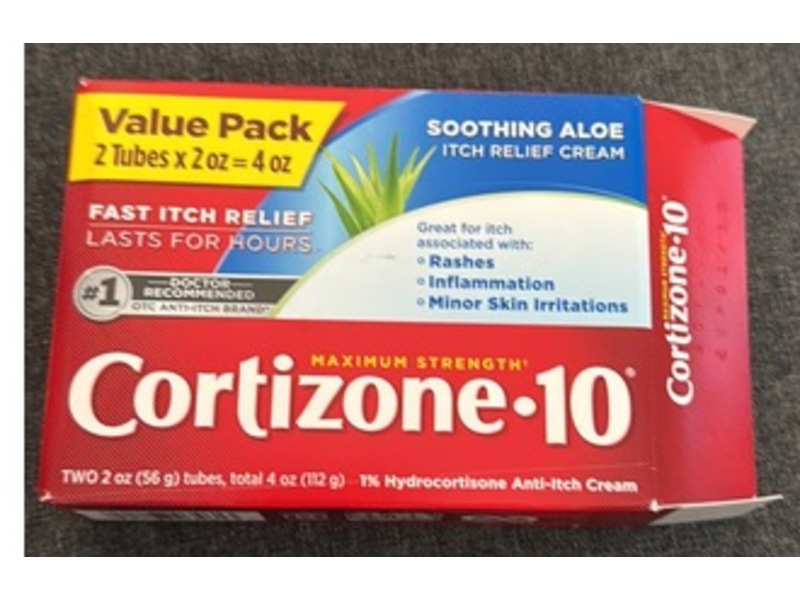 Value Pack
2 Tubes x 2 oz = 4 oz
SOOTHING ALOE
ITCH RELIEF CREAM
FAST ITCH RELIEF
LASTS FOR HOURS
Great for itch
associated with:
• Rashes
• Inflammation
• Minor Skin Irritations
#1
DOCTOR
RECOMMENDED
OTC ANTI-ITCH BRAND
MAXIMUM STRENGTH†
Cortizone•10®
TWO 2 oz (56 g) tubes, total 4 oz (112 g)
1% Hydrocortisone Anti-Itch Cream
MAXIMUM STRENGTH
Cortizone•10